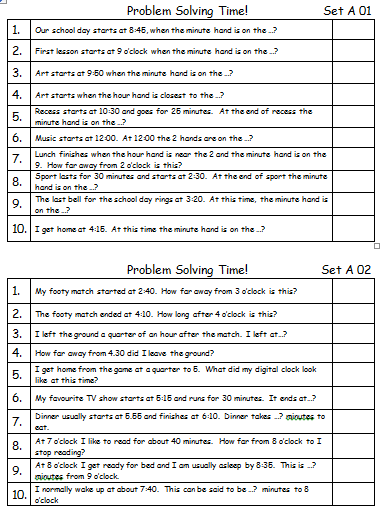 Problem Solving Time! Set A 01
1. Our school day starts at 8:45, when the minute hand is on the ...?
2. First lesson starts at 9 o'clock when the minute hand is on the ...?
3. Art starts at 9:50 when the minute hand is on the ...?
4. Art starts when the hour hand is closest to the ...?
5. Recess starts at 10:30 and goes for 25 minutes. At the end of recess the
minute hand is on the ...?
6. Music starts at 12:00. At 12:00 the 2 hands are on the ...?
7. Lunch finishes when the hour hand is near the 2 and the minute hand is on the
9. How far away from 2 o'clock is this?
8. Sport lasts for 30 minutes and starts at 2:30. At the end of sport the minute
hand is on the ...?
9. The last bell for the school day rings at 3:20. At this time, the minute hand is
on the ...?
10. I get home at 4:15. At this time the minute hand is on the ...?
Problem Solving Time! Set A 02
1. My footy match started at 2:40. How far away from 3 o'clock is this?
2. The footy match ended at 4:10. How long after 4 o'clock is this?
3. I left the ground a quarter of an hour after the match. I left at...?
4. How far away from 4.30 did I leave the ground?
5. I get home from the game at a quarter to 5. What did my digital clock look
like at this time?
6. My favourite TV show starts at 5:15 and runs for 30 minutes. It ends at...?
7. Dinner usually starts at 5.55 and finishes at 6:10. Dinner takes ...? minutes to
eat.
8. At 7 o'clock I like to read for about 40 minutes. How far from 8 o'clock to I
stop reading?
9. At 8 o'clock I get ready for bed and I am usually asleep by 8:35. This is ...?
minutes from 9 o'clock.
10. I normally wake up at about 7:40. This can be said to be ...? minutes to 8
o'clock